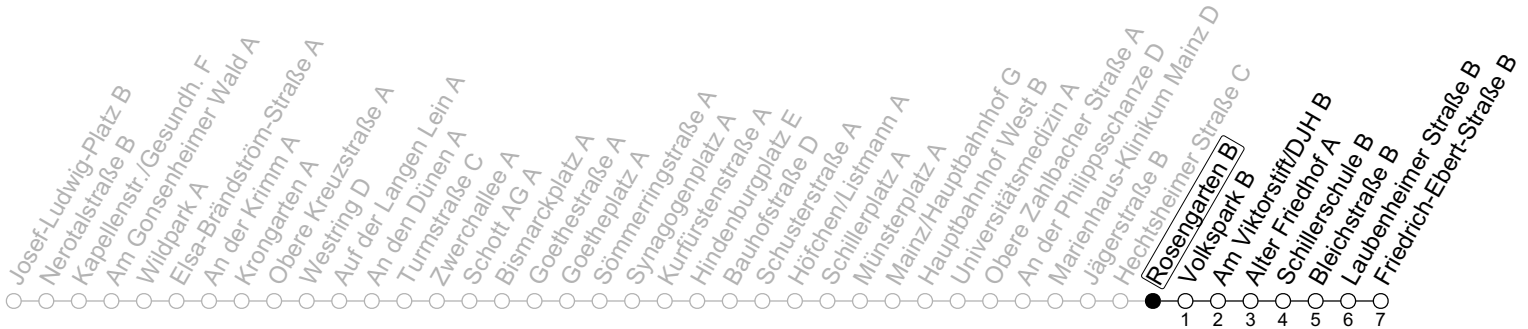 Josef-Ludwig-Platz B
Nerotalstraße B
Kapellenstr./Gesundh. F
Am Gonsenheimer Wald A
Wildpark A
Elsa-Brändström-Straße A
An der Krimm A
Krongarten A
Obere Kreuzstraße A
Westring D
Auf der Langen Lein A
An den Dünen A
Turmstraße C
Zwerchallee A
Schott AG A
Bismarckplatz A
Goethestraße A
Goetheplatz A
Sömmerringstraße A
Synagogenplatz A
Kurfürstenstraße A
Hindenburgplatz E
Bauhofstraße D
Schusterstraße A
Höfchen/Listmann A
Schillerplatz A
Münsterplatz A
Mainz/Hauptbahnhof G
Hauptbahnhof West B
Universitätsmedizin A
Obere Zahlbacher Straße A
An der Philippsschanze D
Marienhaus-Klinikum Mainz D
Jägerstraße B
Hechtsheimer Straße C
Rosengarten B
Volkspark B
Am Viktorstift/DJH B
Alter Friedhof A
Schillerschule B
Bleichstraße B
Laubenheimer Straße B
Friedrich-Ebert-Straße B
1 2 3 4 5 6 7